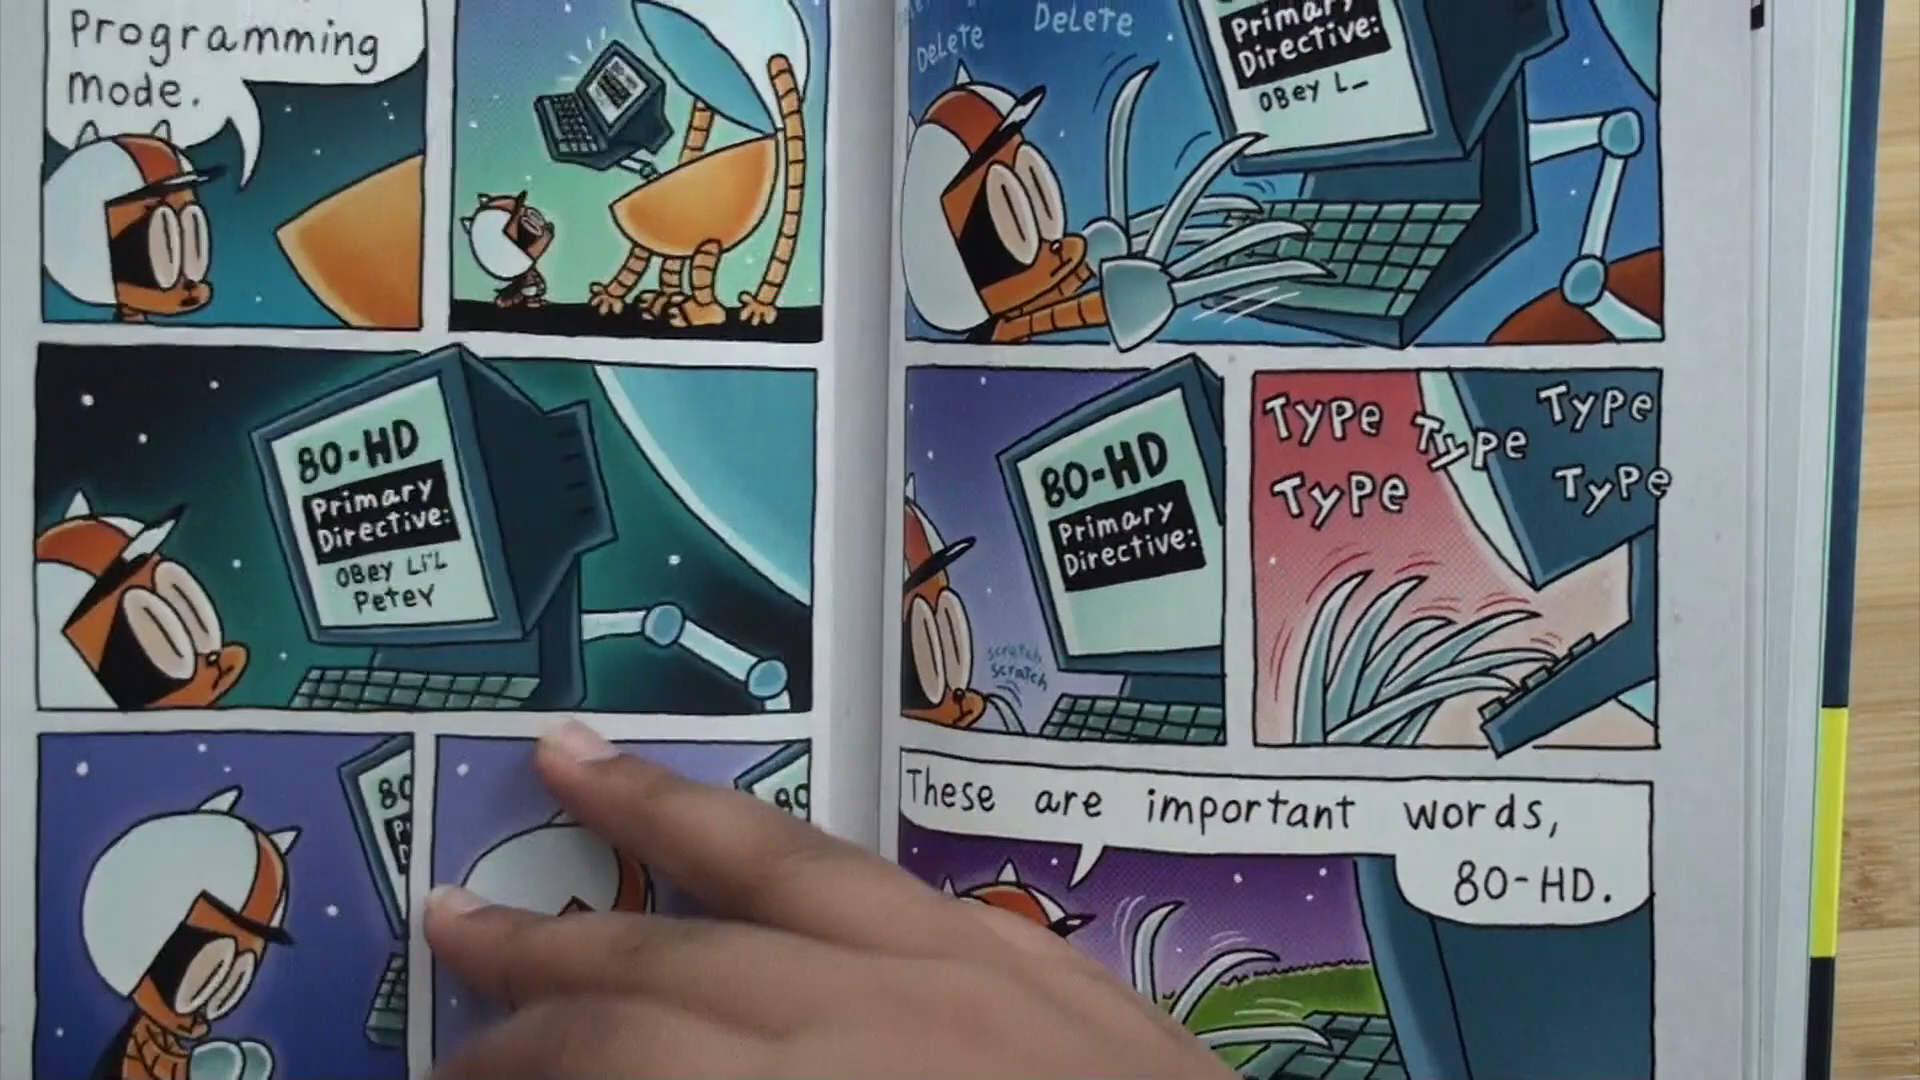 Programming
mode.
80-HD
Primary
Directive:
OBey Li'L
Petey
80
DeLeTe
DeLeTe
Primary
Directive:
OBey L_
80-HD
Primary
Directive:
scratch
scratch
Type
Type
Type
Type
Type
These are important words,
80-HD.